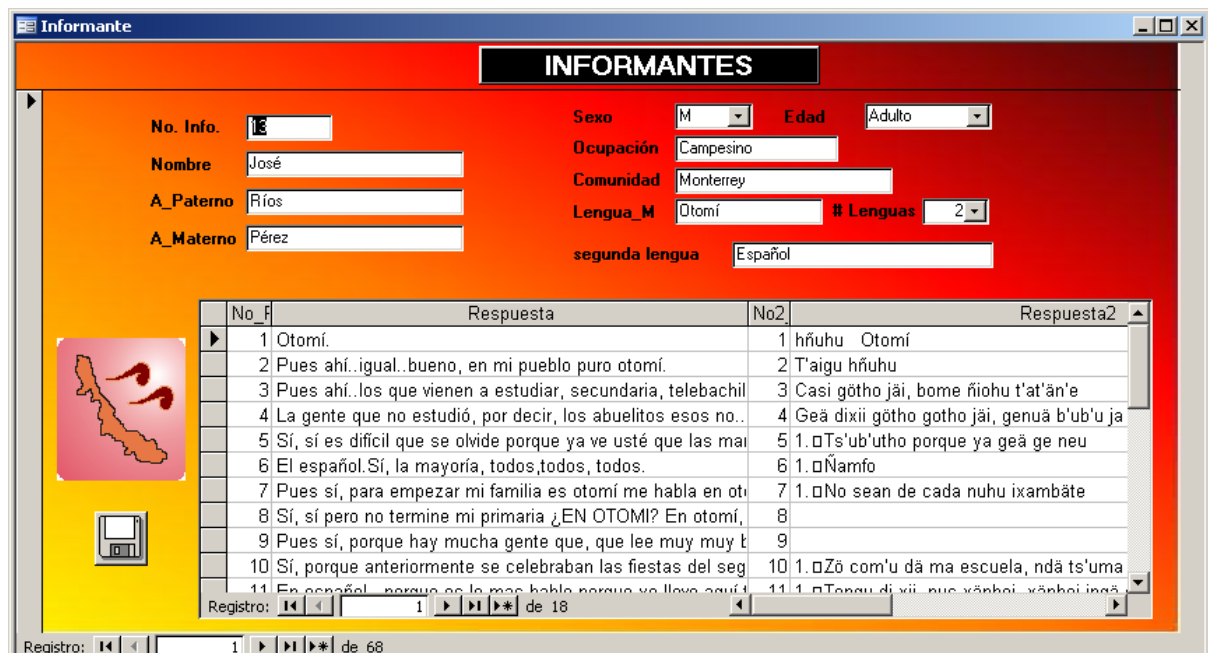 Informante
INFORMANTES
No. Info. 13
Nombre José
A_Paterno Ríos
A_Materno Pérez
Sexo M Edad Adulto
Ocupación Campesino
Comunidad Monterrey
Lengua_M Otomí # Lenguas 2
segunda lengua Español
Respuesta No2_ Respuesta2
1 Otomí. 1 hñuhu Otomí
2 Pues ahí..igual..bueno, en mi pueblo puro otomí. 2 T'aigu hñuhu
3 Pues ahí..los que vienen a estudiar, secundaria, telebachil 3 Casi götho jäi, bome ñiohu t'at'än'e
4 La gente que no estudió, por decir, los abuelitos esos no.. 4 Geä dixii götho gotho jäi, genuä b'ub'u ja
5 Sí, sí es difícil que se olvide porque ya ve usté que las 5 1. Ts'ub'utho porque ya geä ge neu
6 El español.Sí, la mayoría, todos,todos, todos. 6 1. Ñamfo
7 Pues sí, para empezar mi familia es otomí me habla en 7 1. No sean de cada nuhu ixambäte
8 Sí, sí pero no termine mi primaria ¿EN OTOMI? En otomí, 8
9 Pues sí, porque hay mucha gente que, que lee muy muy 9
10 Sí, porque anteriormente se celebraban las fiestas del seg 10 1. Zö com'u dä ma escuela, ndä ts'uma
11 11
Registro: 1 de 18
Registro: 1 de 68